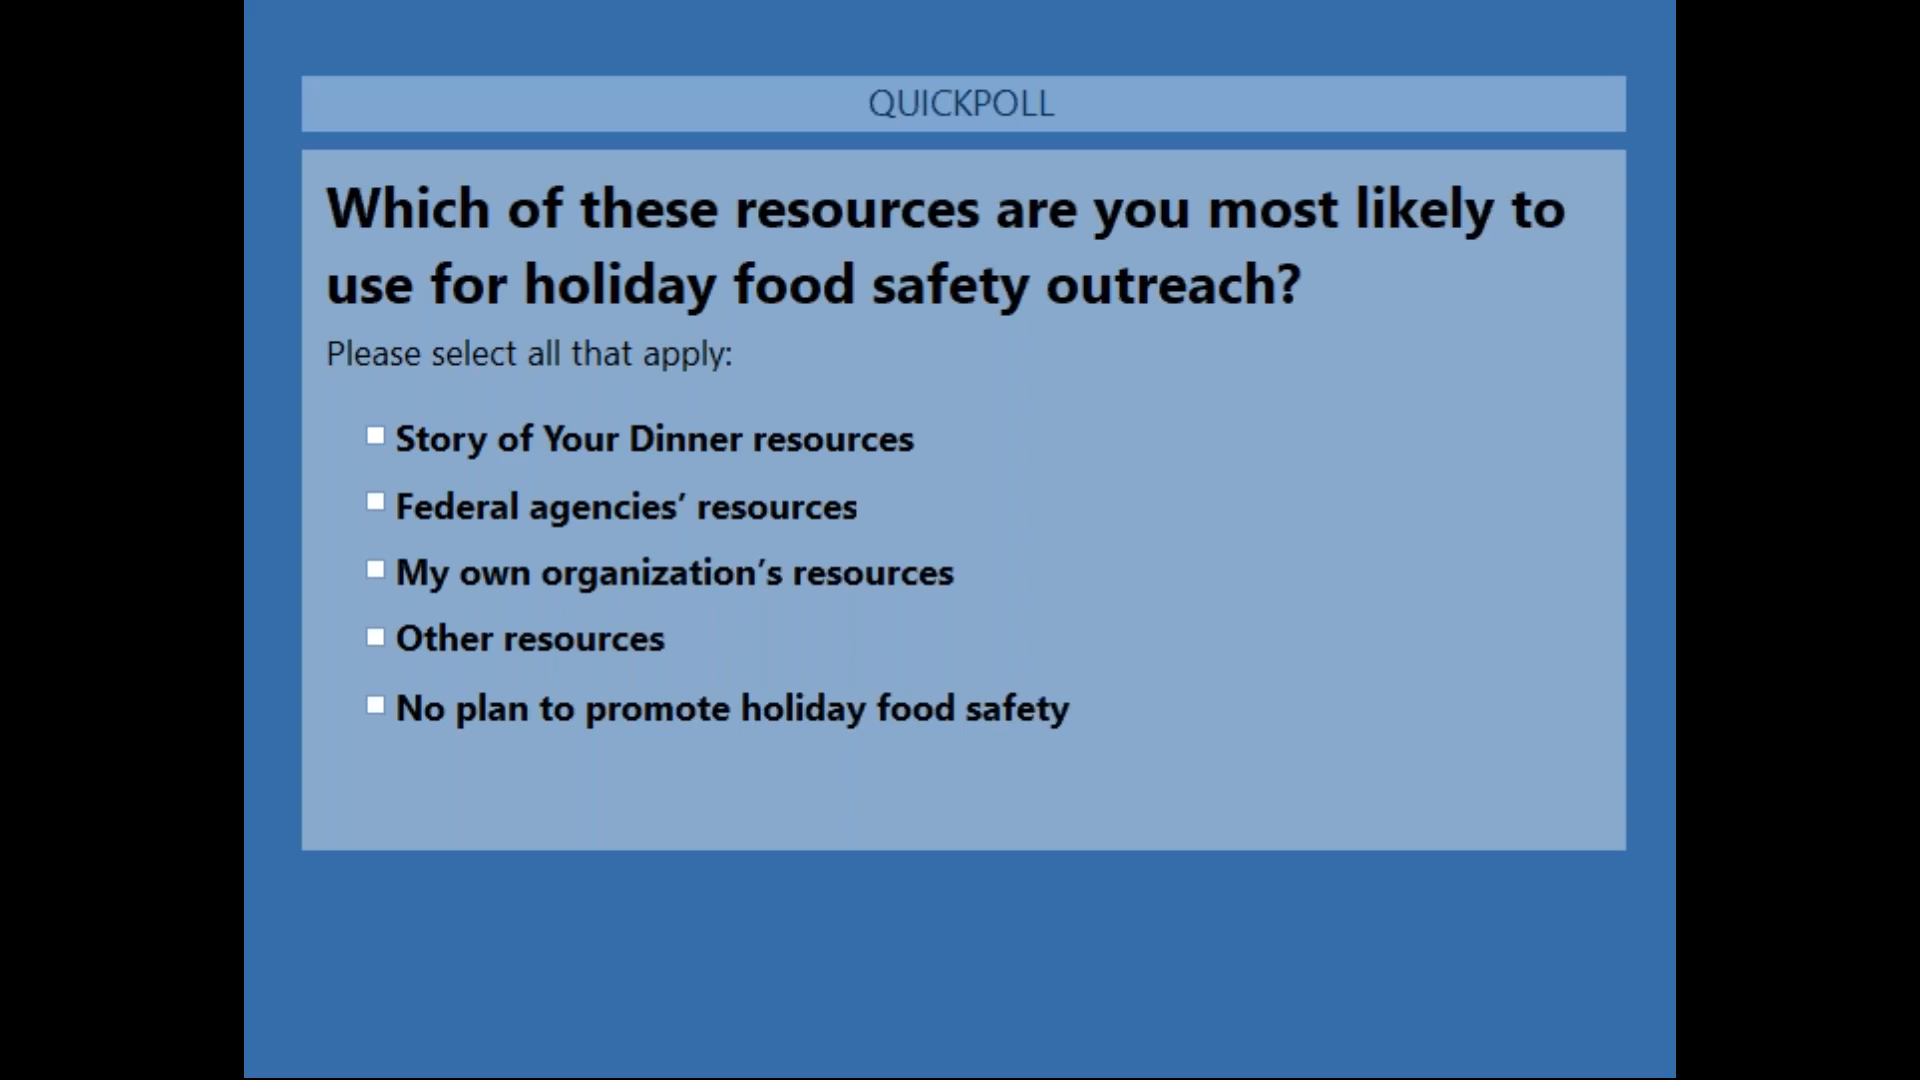 QUICKPOLL
Which of these resources are you most likely to
use for holiday food safety outreach?
Please select all that apply:
Story of Your Dinner resources
Federal agencies’ resources
My own organization’s resources
Other resources
No plan to promote holiday food safety